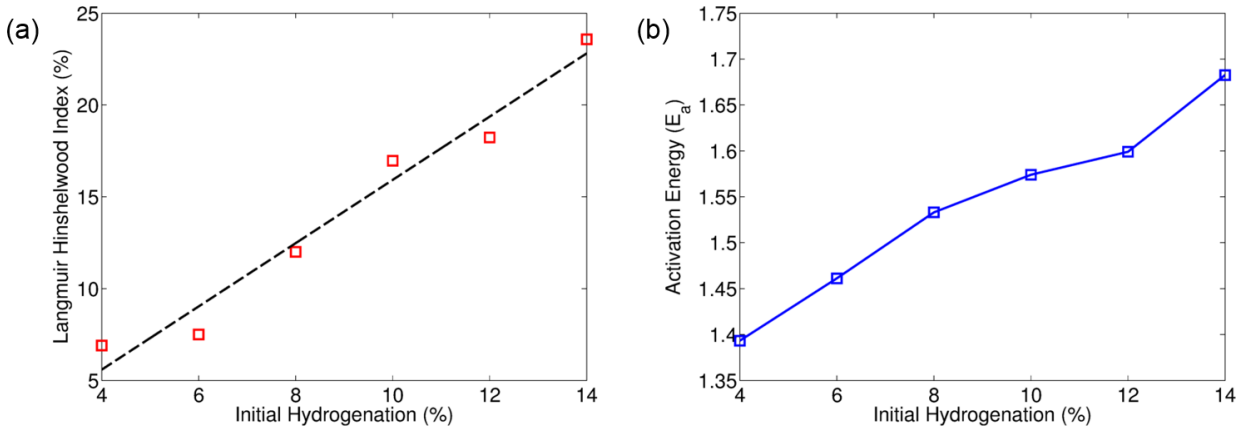 (a)
Langmuir Hinshelwood Index (%)
25
20
15
10
5
4 6 8 10 12 14
Initial Hydrogenation (%)
(b)
Activation Energy (Ea)
1.75
1.7
1.65
1.6
1.55
1.5
1.45
1.4
1.35
4 6 8 10 12 14
Initial Hydrogenation (%)